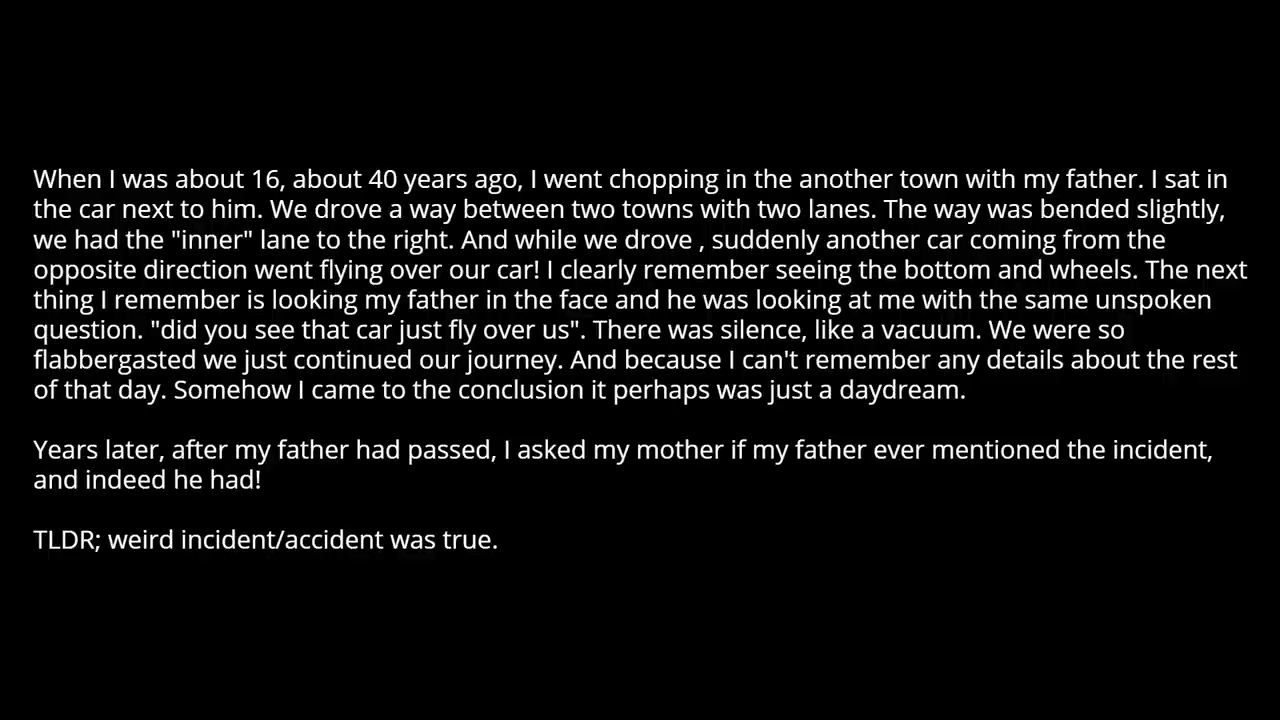 When I was about 16, about 40 years ago, I went chopping in the another town with my father. I sat in
the car next to him. We drove a way between two towns with two lanes. The way was bended slightly,
we had the "inner" lane to the right. And while we drove , suddenly another car coming from the
opposite direction went flying over our car! I clearly remember seeing the bottom and wheels. The next
thing I remember is looking my father in the face and he was looking at me with the same unspoken
question. "did you see that car just fly over us". There was silence, like a vacuum. We were so
flabbergasted we just continued our journey. And because I can't remember any details about the rest
of that day. Somehow I came to the conclusion it perhaps was just a daydream.
Years later, after my father had passed, I asked my mother if my father ever mentioned the incident,
and indeed he had!
TLDR; weird incident/accident was true.